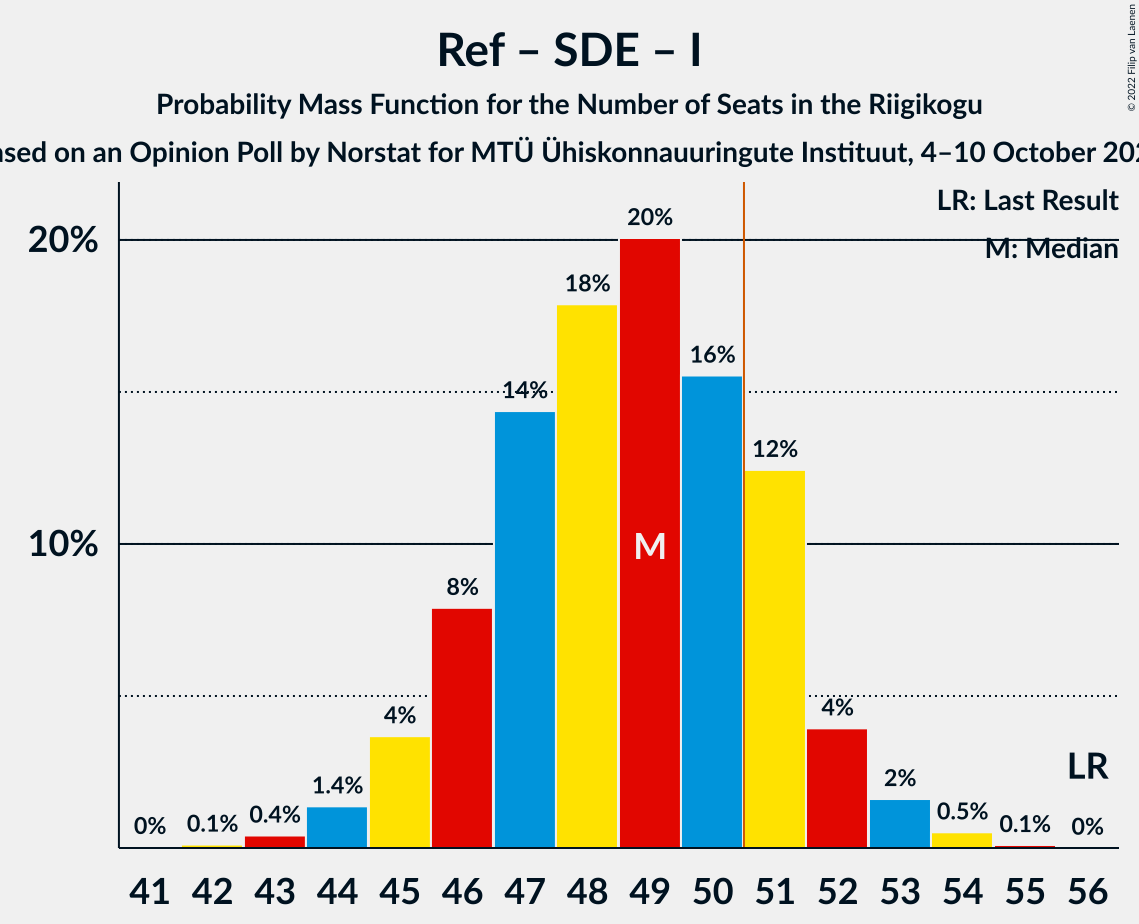 Ref – SDE – I
Probability Mass Function for the Number of Seats in the Riigikogu
on an Opinion Poll by Norstat for MTÜ Ühiskonnauuringute Instituut, 4–10 October
© 2022 Filip van Laenen
LR: Last Result
M: Median
20%
10%
0% 0.1% 0.4% 1.4% 4% 8% 14% 18% 20% 16% 12% 4% 2% 0.5% 0.1% 0%
M
LR
41 42 43 44 45 46 47 48 49 50 51 52 53 54 55 56